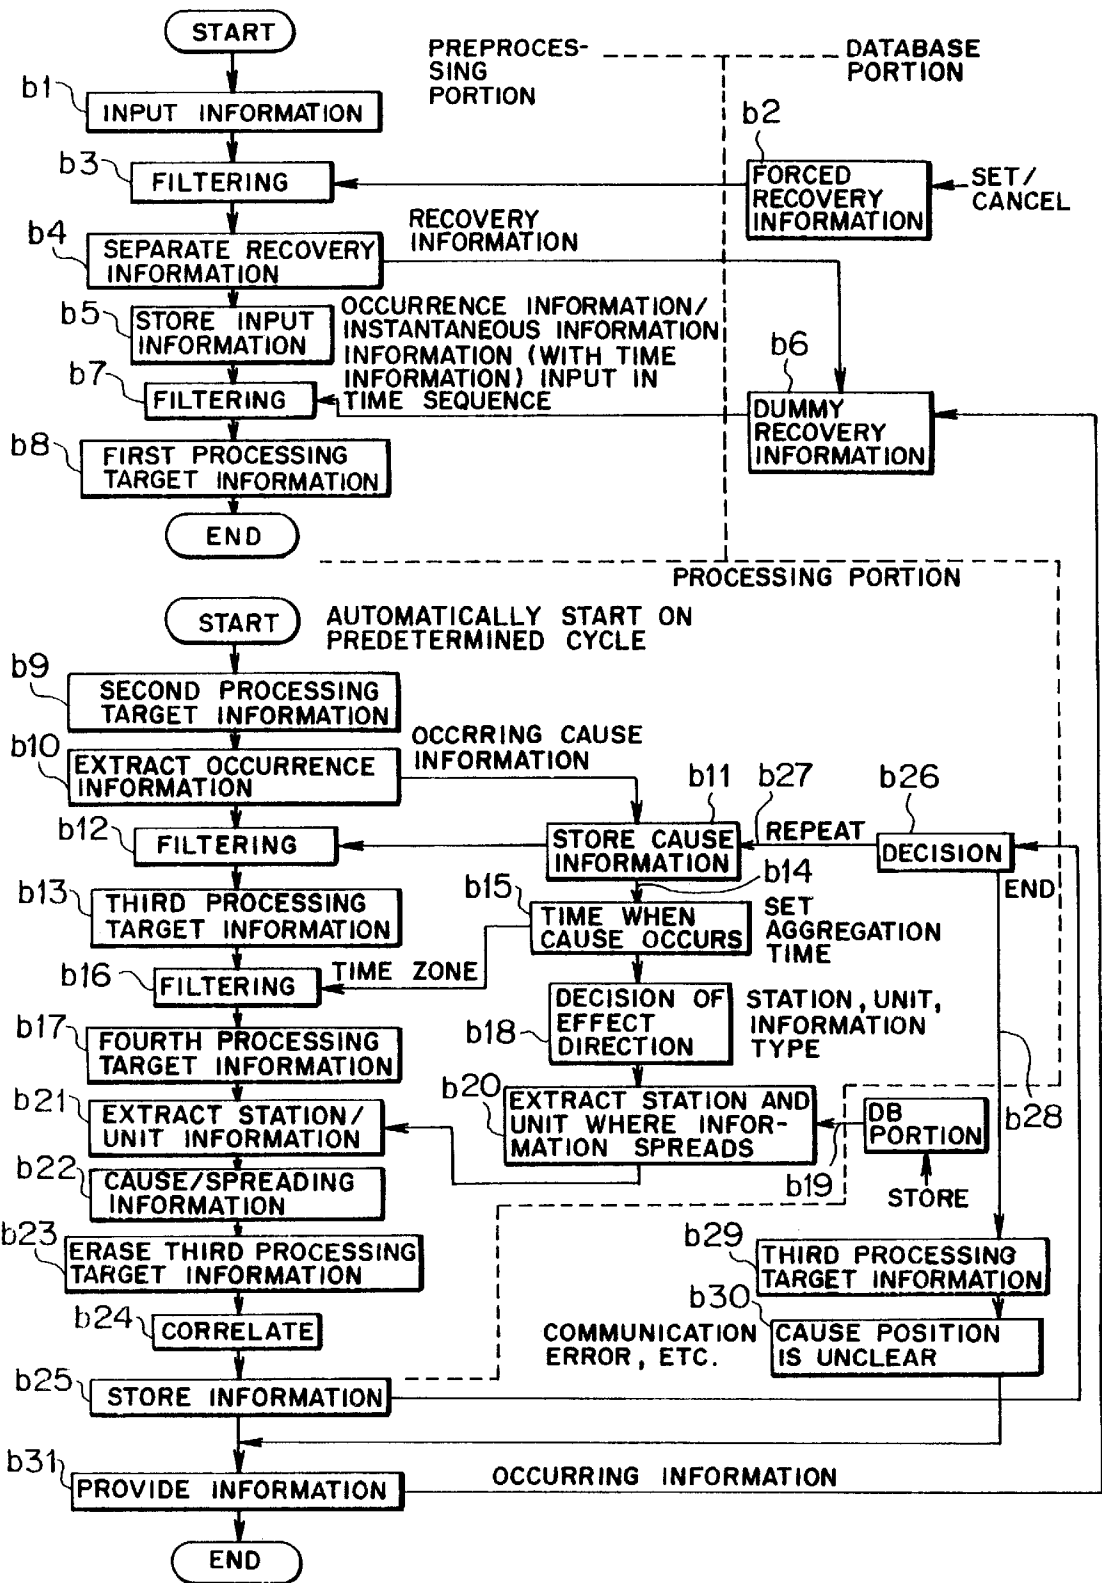 START
PREPROCES-
SING
PORTION
DATABASE
PORTION
b1
INPUT INFORMATION
b2
FORCED
RECOVERY
INFORMATION
SET/
CANCEL
b3
FILTERING
RECOVERY
INFORMATION
b4
SEPARATE RECOVERY
INFORMATION
b5
STORE INPUT
INFORMATION
OCCURRENCE INFORMATION/
INSTANTANEOUS INFORMATION
INFORMATION (WITH TIME
INFORMATION) INPUT IN
TIME SEQUENCE
b6
DUMMY
RECOVERY
INFORMATION
b7
FILTERING
b8
FIRST PROCESSING
TARGET INFORMATION
END
PROCESSING PORTION
START
AUTOMATICALLY START ON
PREDETERMINED CYCLE
b9
SECOND PROCESSING
TARGET INFORMATION
b10
EXTRACT OCCURRENCE
INFORMATION
OCCRRING CAUSE
INFORMATION
b11
STORE CAUSE
INFORMATION
b27
REPEAT
b26
DECISION
END
b12
FILTERING
b14
b13
THIRD PROCESSING
TARGET INFORMATION
b15
TIME WHEN
CAUSE OCCURS
SET
AGGREGATION
TIME
b16
FILTERING
TIME ZONE
b17
FOURTH PROCESSING
TARGET INFORMATION
b18
DECISION OF
EFFECT
DIRECTION
STATION, UNIT,
INFORMATION
TYPE
b20
EXTRACT STATION AND
UNIT WHERE INFOR-
MATION SPREADS
b19
DB
PORTION
STORE
b28
b21
EXTRACT STATION/
UNIT INFORMATION
b22
CAUSE/SPREADING
INFORMATION
b23
ERASE THIRD PROCESSING
TARGET INFORMATION
b29
THIRD PROCESSING
TARGET INFORMATION
b24
CORRELATE
b30
CAUSE POSITION
IS UNCLEAR
COMMUNICATION
ERROR, ETC.
b25
STORE INFORMATION
b31
PROVIDE INFORMATION
OCCURRING INFORMATION
END